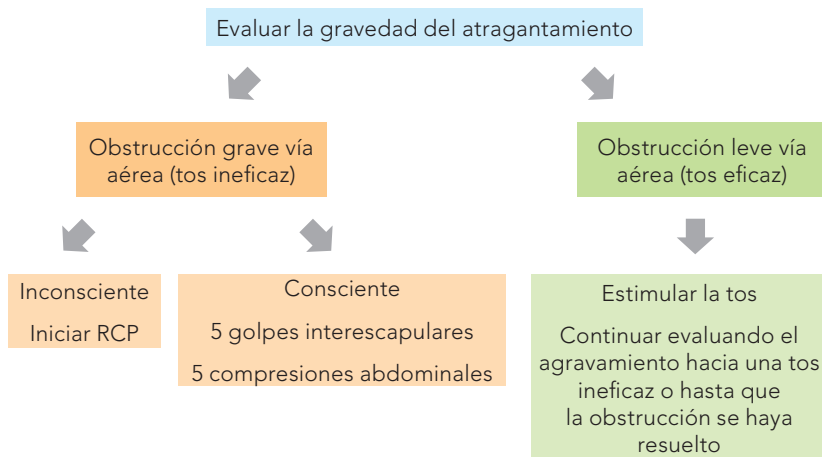 Evaluar la gravedad del atragantamiento
Obstrucción grave vía
aérea (tos ineficaz)
Obstrucción leve vía
aérea (tos eficaz)
Inconsciente
Iniciar RCP
Consciente
5 golpes interescapulares
5 compresiones abdominales
Estimular la tos
Continuar evaluando el
agravamiento hacia una tos
ineficaz o hasta que
la obstrucción se haya
resuelto